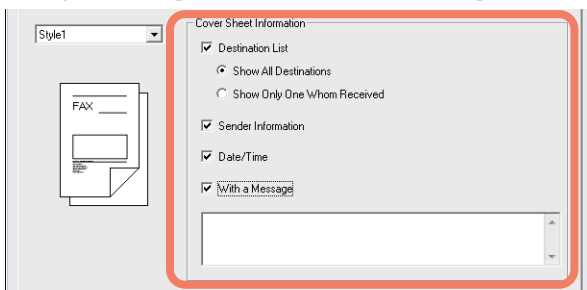 Style1
FAX
Cover Sheet Information
Destination List
Show All Destinations
Show Only One Whom Received
Sender Information
Date/Time
With a Message